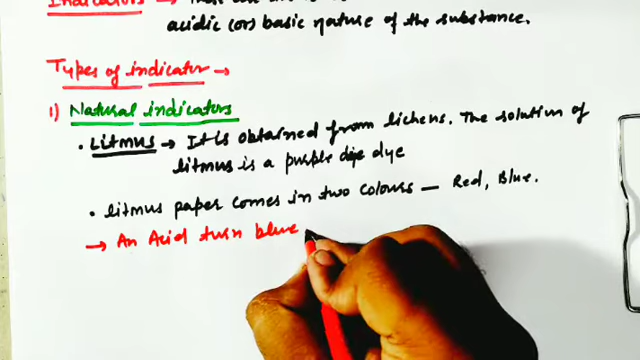 Indicators →
acidic (or) basic nature of the substance.
Types of indicator →
1) Natural indicators
• Litmus → It is obtained from lichens. The solution of
litmus is a purple dye dye
• litmus paper comes in two colours — Red, Blue.
→ An Acid turn blue